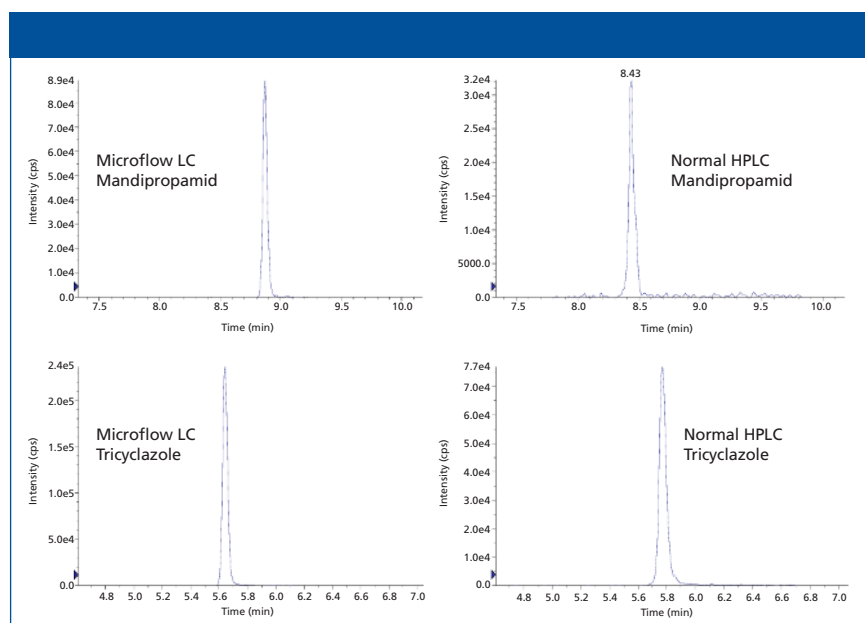 8.9e4
8.0e4
7.0e4
6.0e4
5.0e4
4.0e4
3.0e4
2.0e4
1.0e4
0.0
Intensity (cps)
Microflow LC
Mandipropamid
7.5 8.0 8.5 9.0 9.5 10.0
Time (min)
8.43
3.2e4
3.0e4
2.5e4
2.0e4
1.5e4
1.0e4
5000.0
0.0
Intensity (cps)
Normal HPLC
Mandipropamid
7.5 8.0 8.5 9.0 9.5 10.0
Time (min)
2.4e5
2.0e5
1.5e5
1.0e5
5.0e4
0.0
Intensity (cps)
Microflow LC
Tricyclazole
4.8 5.0 5.2 5.4 5.6 5.8 6.0 6.2 6.4 6.6 6.8 7.0
Time (min)
7.7e4
7.0e4
6.0e4
5.0e4
4.0e4
3.0e4
2.0e4
1.0e4
0.0
Intensity (cps)
Normal HPLC
Tricyclazole
4.8 5.0 5.2 5.4 5.6 5.8 6.0 6.2 6.4 6.6 6.8 7.0
Time (min)